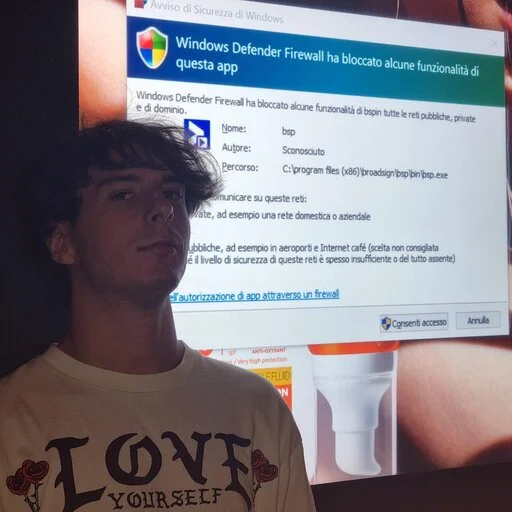 Avviso di Sicurezza di Windows
Windows Defender Firewall ha bloccato alcune funzionalità di
questa app
Windows Defender Firewall ha bloccato alcune funzionalità di bspin tutte le reti pubbliche, private
e di dominio.
Nome: bsp
Autore: Sconosciuto
Percorso: C:\program files (x86)\broadsign\bsp\bin\bsp.exe
omunicare su queste reti:
vate, ad esempio una rete domestica o aziendale
ubbliche, ad esempio in aeroporti e Internet café (scelta non consigliata
é il livello di sicurezza di queste reti è spesso insufficiente o del tutto assente)
ell'autorizzazione di app attraverso un firewall
Consenti accesso Annulla
ANTI-OXYDANT
/ Very high protection
E FLUID
LOVE
YOURSELF